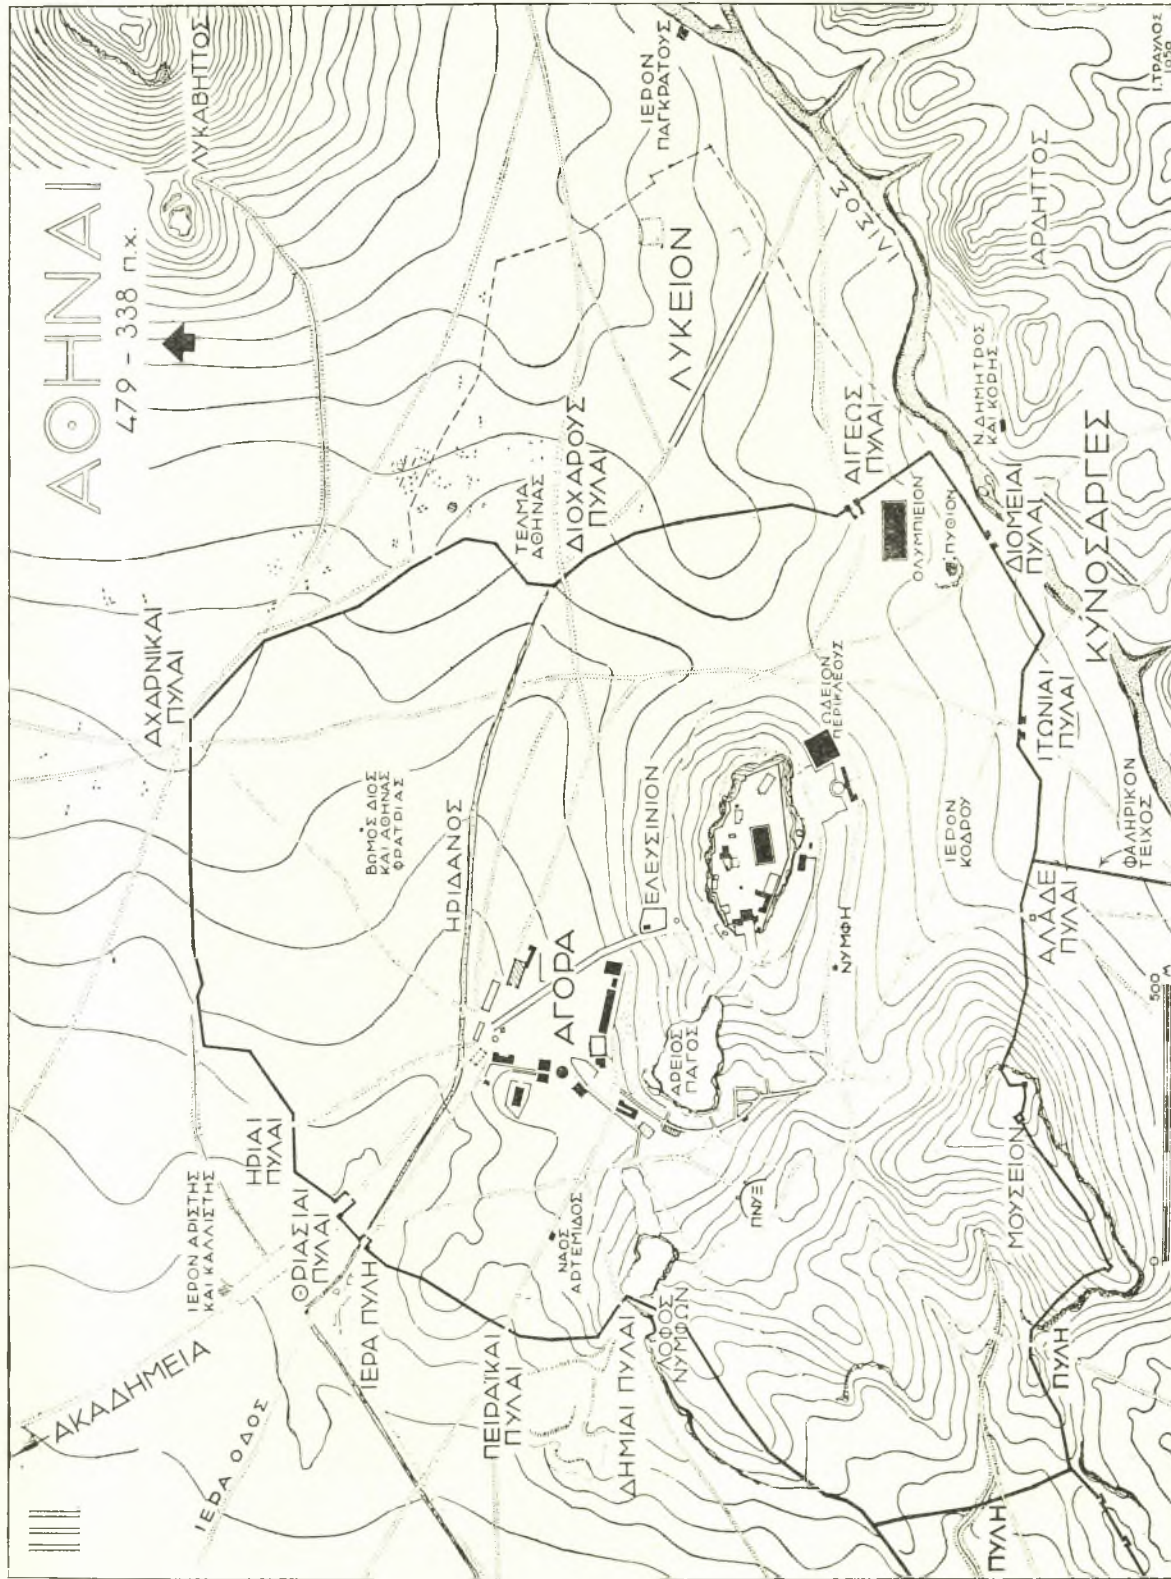 ΑΘΗΝΑΙ
479 – 338 π.χ.
ΛΥΚΑΒΗΤΤΟΣ
ΑΚΑΔΗΜΕΙΑ
ΙΕΡΑ ΟΔΟΣ
ΙΕΡΟΝ ΑΡΙΣΤΗΣ
ΚΑΙ ΚΑΛΛΙΣΤΗΣ
ΗΡΙΑΙ
ΠΥΛΑΙ
ΘΡΙΑΣΙΑΙ
ΠΥΛΑΙ
ΙΕΡΑ ΠΥΛΗ
ΑΧΑΡΝΙΚΑΙ
ΠΥΛΑΙ
ΒΩΜΟΣ ΔΙΟΣ
ΚΑΙ ΑΘΗΝΑΣ
ΦΡΑΤΡΙΑΣ
ΗΡΙΔΑΝΟΣ
ΤΕΛΜΑ
ΑΘΗΝΑΣ
ΔΙΟΧΑΡΟΥΣ
ΠΥΛΑΙ
ΙΕΡΟΝ
ΠΑΓΚΡΑΤΟΥΣ
ΛΥΚΕΙΟΝ
ΙΛΙΣΟΣ
ΠΕΙΡΑΪΚΑΙ
ΠΥΛΑΙ
ΝΑΟΣ
ΑΡΤΕΜΙΔΟΣ
ΑΓΟΡΑ
ΕΛΕΥΣΙΝΙΟΝ
ΑΡΕΙΟΣ
ΠΑΓΟΣ
ΔΗΜΙΑΙ ΠΥΛΑΙ
ΛΟΦΟΣ
ΝΥΜΦΩΝ
ΠΝΥΞ
ΝΥΜΦΗ
ΩΔΕΙΟΝ
ΠΕΡΙΚΛΕΟΥΣ
ΑΙΓΕΩΣ
ΠΥΛΑΙ
ΟΛΥΜΠΙΕΙΟΝ
ΠΥΘΙΟΝ
Ν.ΔΗΜΗΤΡΟΣ
ΚΑΙ ΚΟΡΗΣ
ΑΡΔΗΤΤΟΣ
ΔΙΟΜΕΙΑΙ
ΠΥΛΑΙ
ΚΥΝΟΣΑΡΓΕΣ
ΙΤΩΝΙΑΙ
ΠΥΛΑΙ
ΙΕΡΟΝ
ΚΟΔΡΟΥ
ΦΑΛΗΡΙΚΟΝ
ΤΕΙΧΟΣ
ΑΛΑΔΕ
ΠΥΛΑΙ
ΜΟΥΣΕΙΟΝ
ΠΥΛΗ
ΠΥΛΗ
0
500 Μ
Ι.ΤΡΑΥΛΟΣ
1959